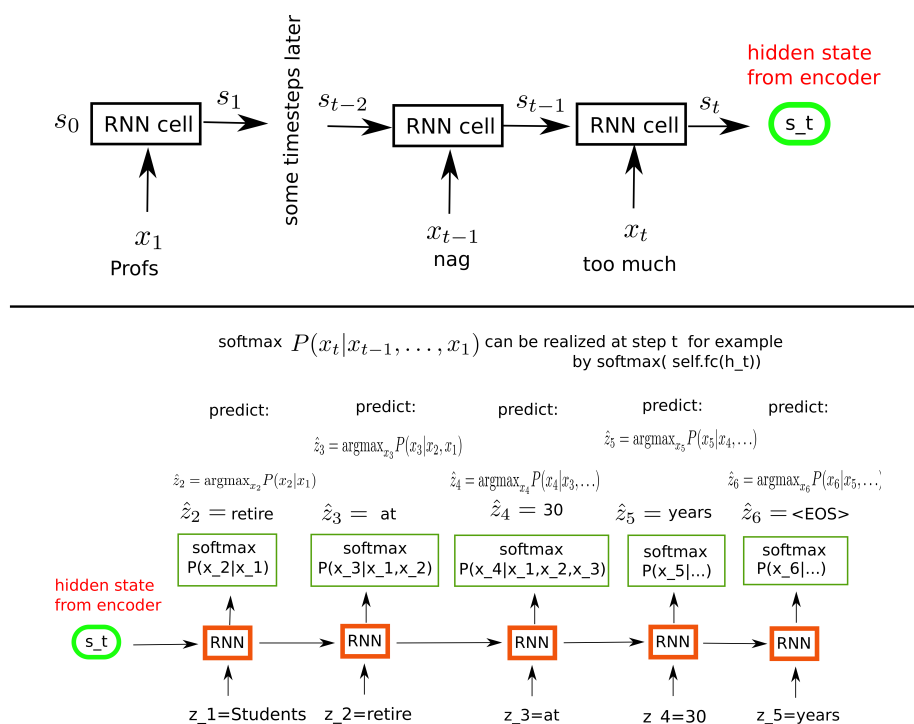 hidden state
from encoder
s_0
RNN cell
s_1
some timesteps later
s_{t−2}
RNN cell
s_{t−1}
RNN cell
s_t
s_t
x_1
x_{t−1}
x_t
Profs
nag
too much
softmax P(x_t|x_{t−1}, . . . , x_1) can be realized at step t for example
by softmax( self.fc(h_t))
predict:
predict:
predict:
predict:
predict:
ẑ_3 = argmax_{x_3} P(x_3|x_2, x_1)
ẑ_5 = argmax_{x_5} P(x_5|x_4, . . .)
ẑ_2 = argmax_{x_2} P(x_2|x_1)
ẑ_4 = argmax_{x_4} P(x_4|x_3, . . .)
ẑ_6 = argmax_{x_6} P(x_6|x_5, . . .)
ẑ_2 = retire
ẑ_3 = at
ẑ_4 = 30
ẑ_5 = years
ẑ_6 = <EOS>
softmax
P(x_2|x_1)
softmax
P(x_3|x_1,x_2)
softmax
P(x_4|x_1,x_2,x_3)
softmax
P(x_5|...)
softmax
P(x_6|...)
hidden state
from encoder
s_t
RNN
RNN
RNN
RNN
RNN
z_1=Students
z_2=retire
z_3=at
z_4=30
z_5=years